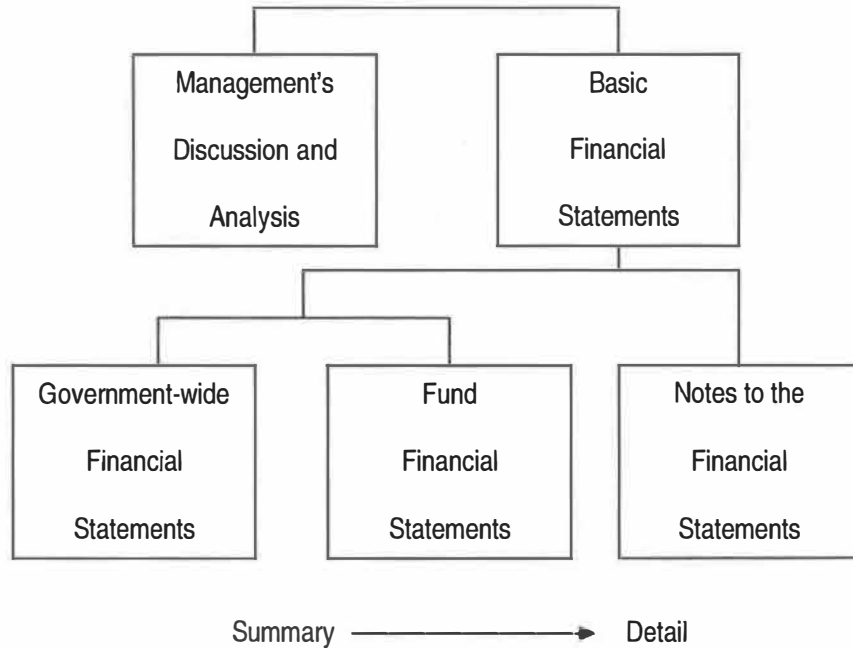 Management's
Discussion and
Analysis
Basic
Financial
Statements
Government-wide
Financial
Statements
Fund
Financial
Statements
Notes to the
Financial
Statements
Summary
Detail